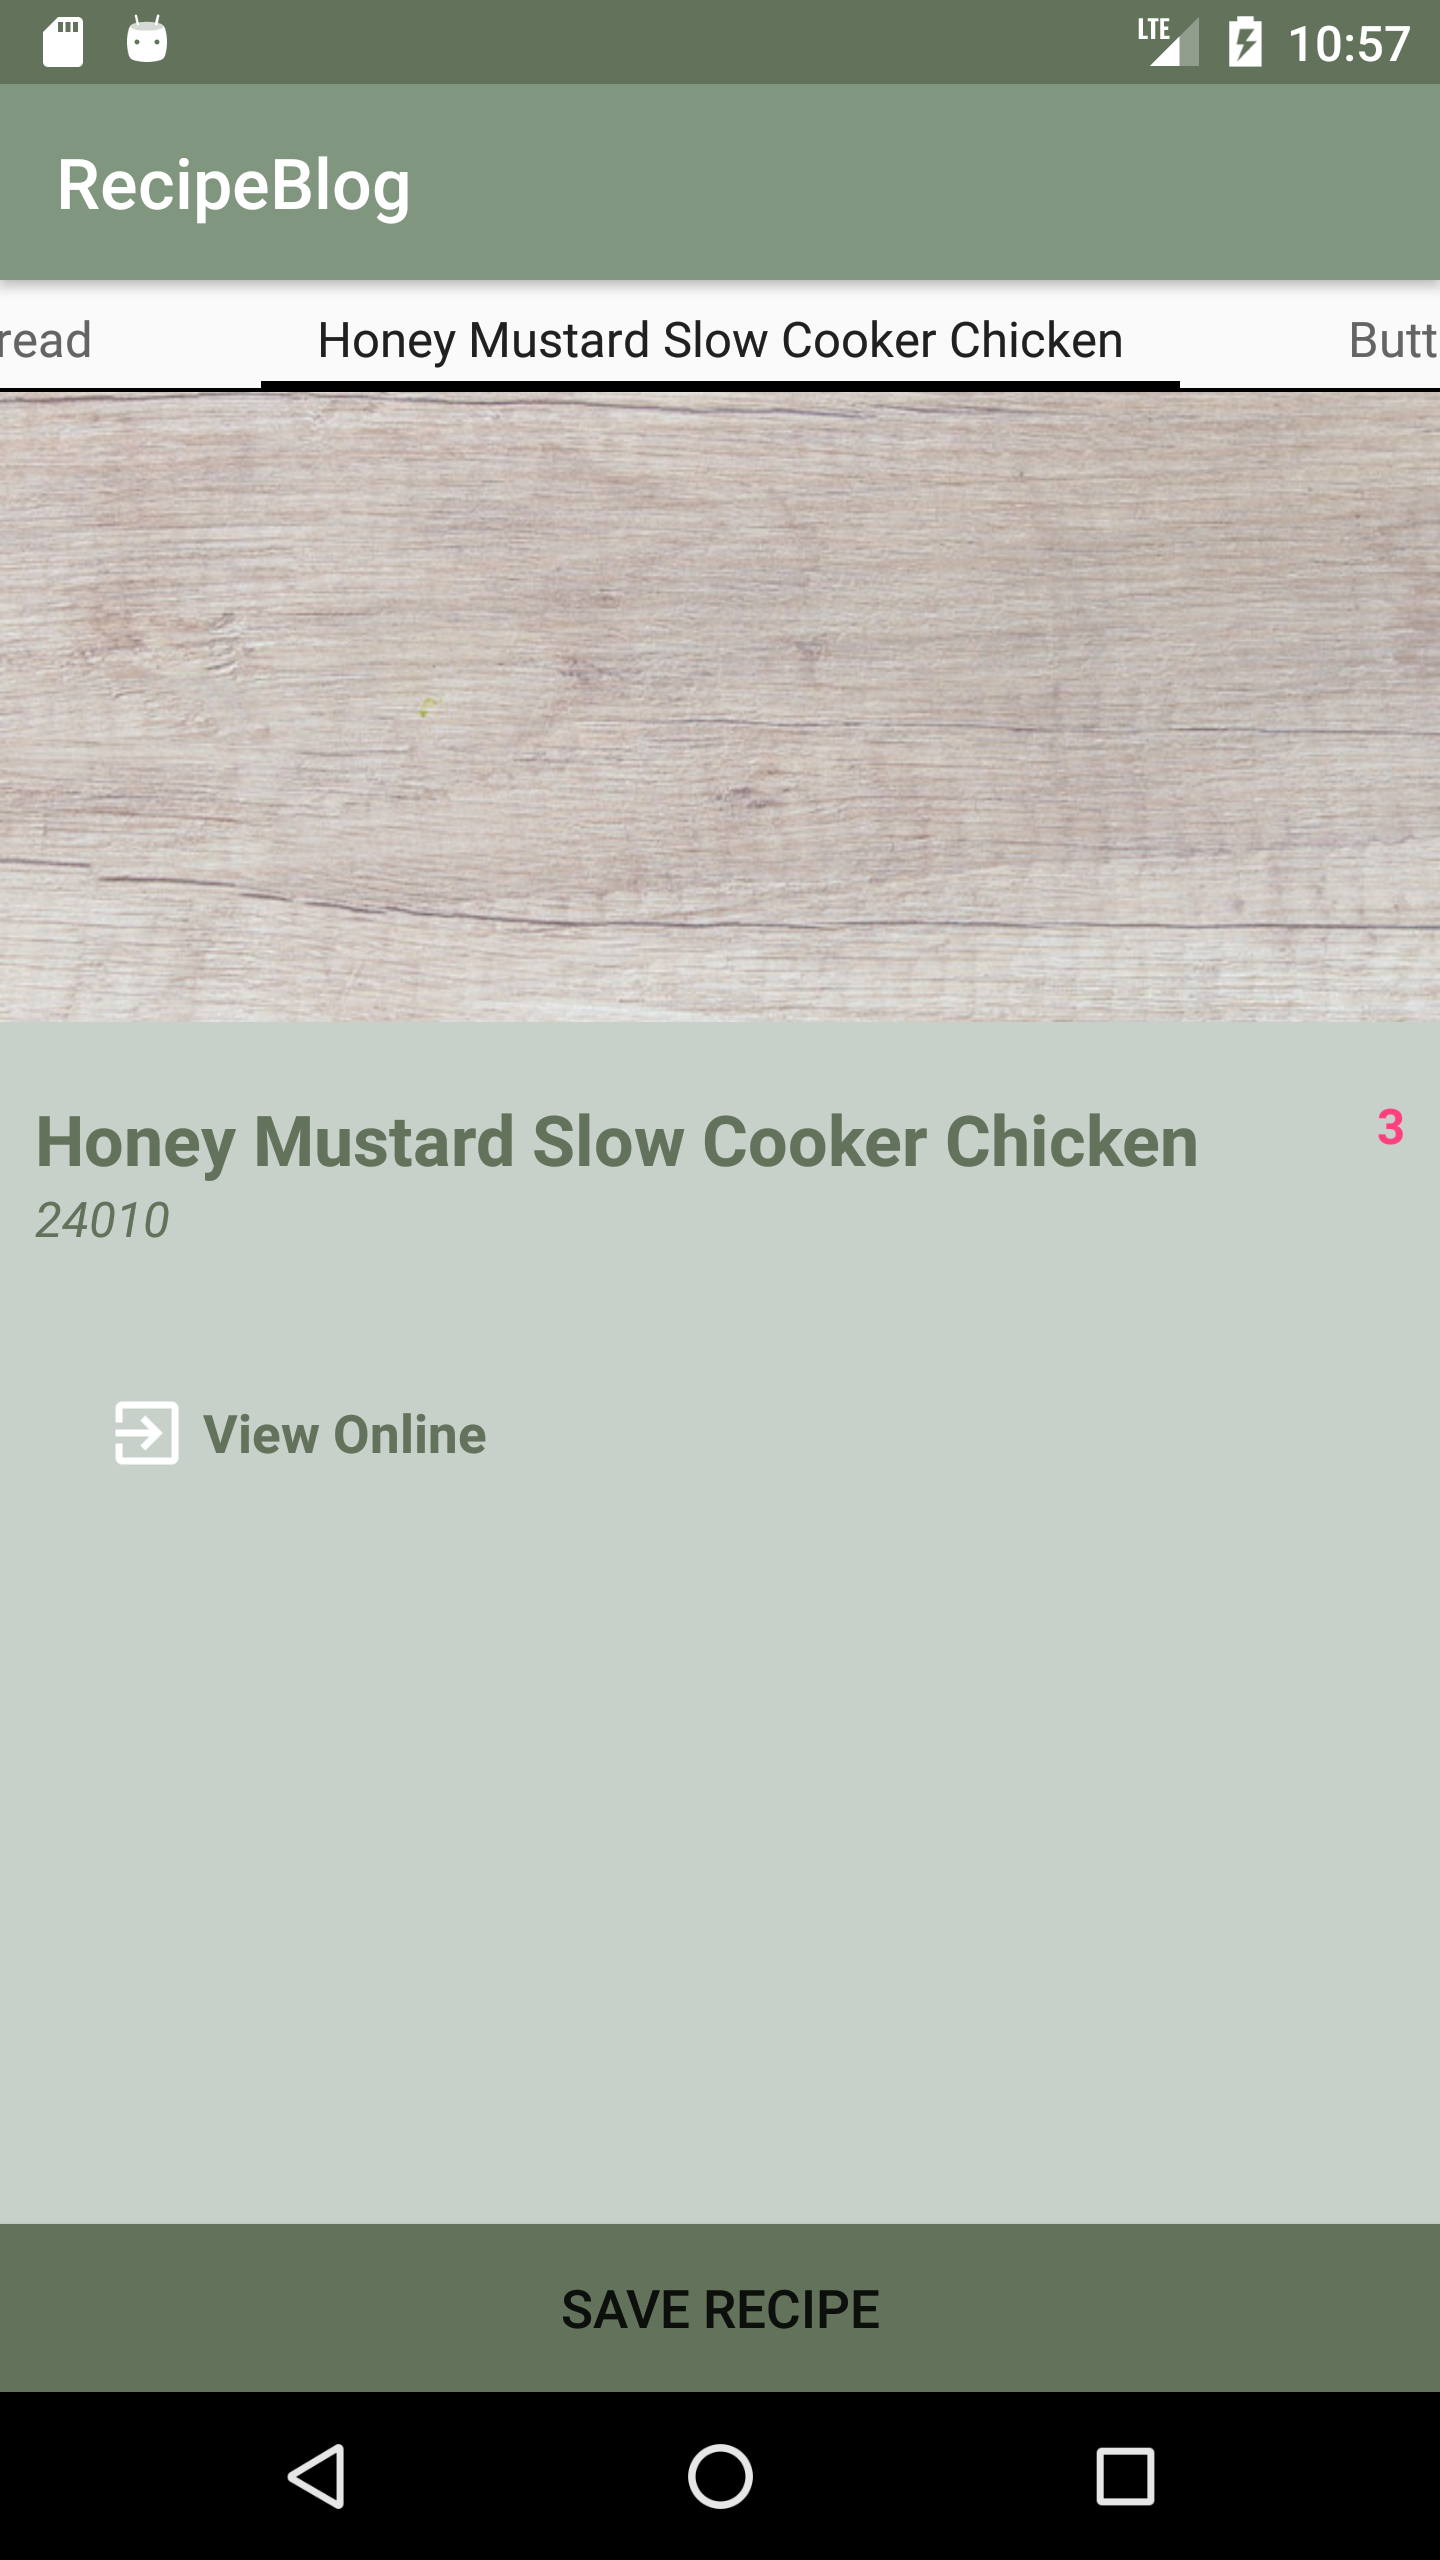 LTE 10:57
RecipeBlog
read Honey Mustard Slow Cooker Chicken Butt
Honey Mustard Slow Cooker Chicken 3
24010
View Online
SAVE RECIPE